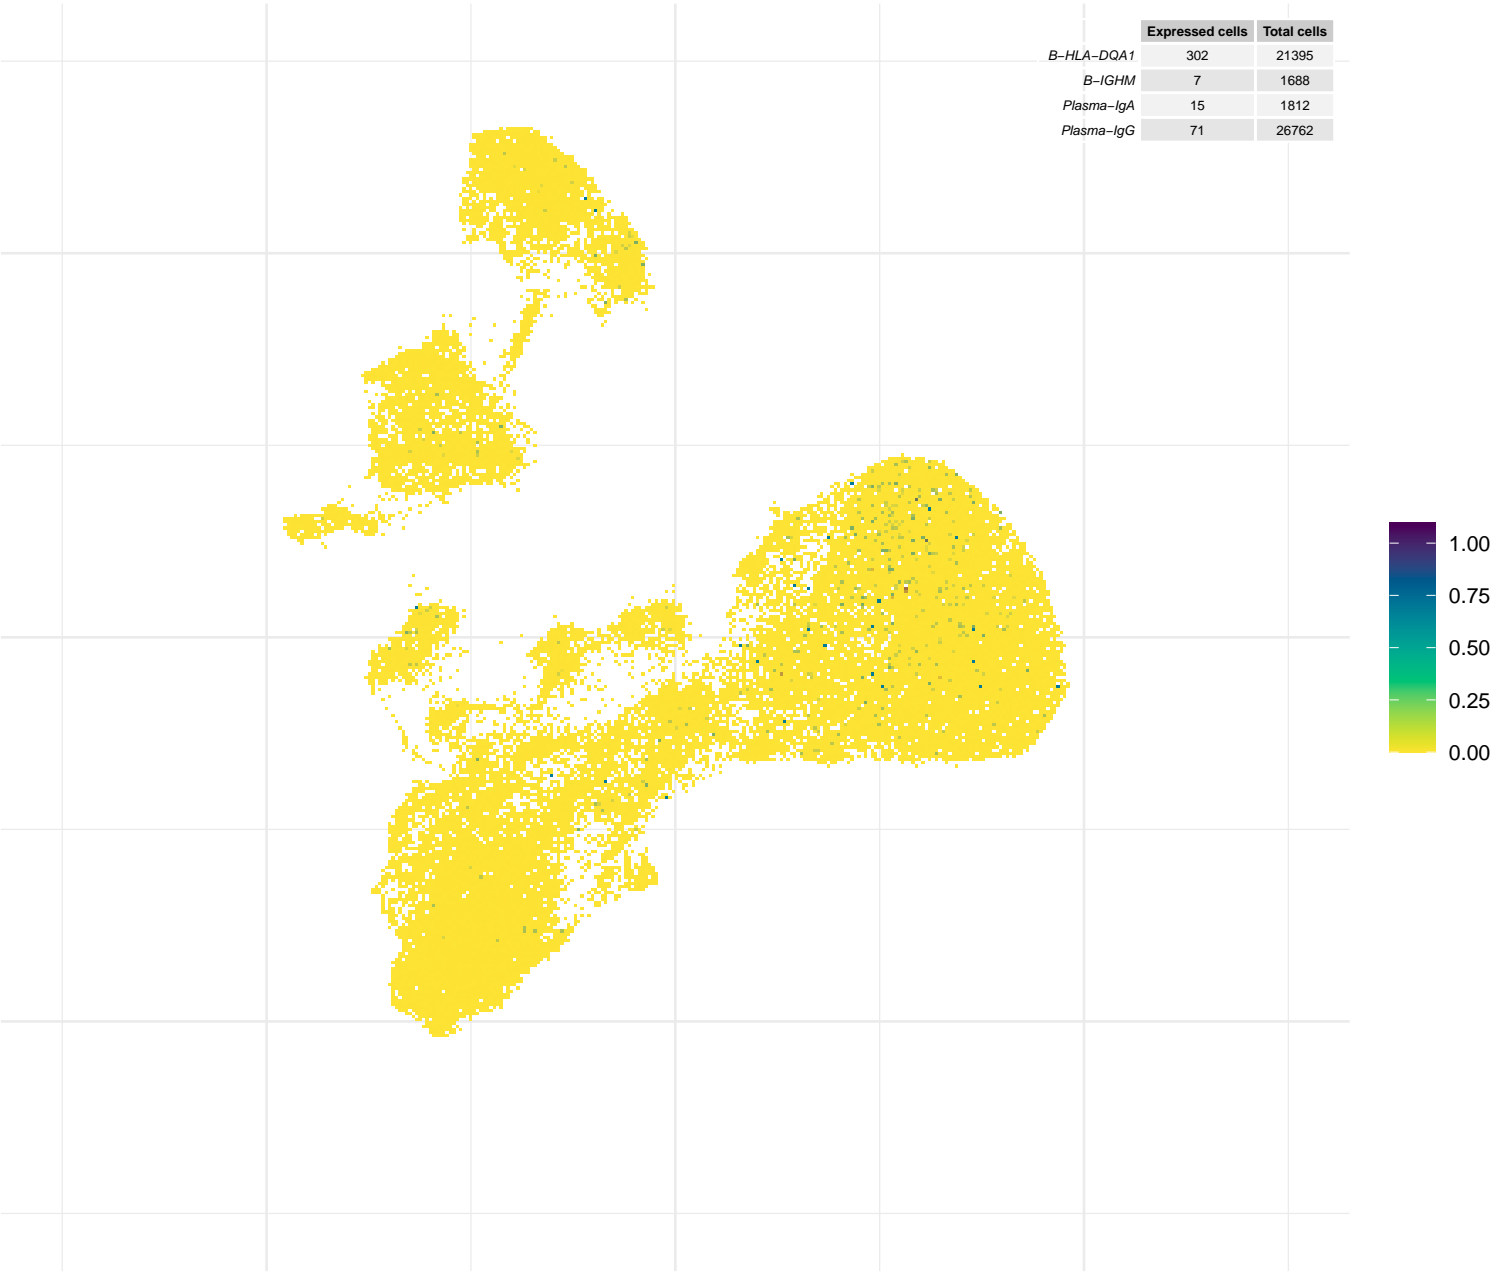 Expressed cells Total cells
B−HLA−DQA1 302 21395
B−IGHM 7 1688
Plasma−IgA 15 1812
Plasma−IgG 71 26762
1.00
0.75
0.50
0.25
0.00